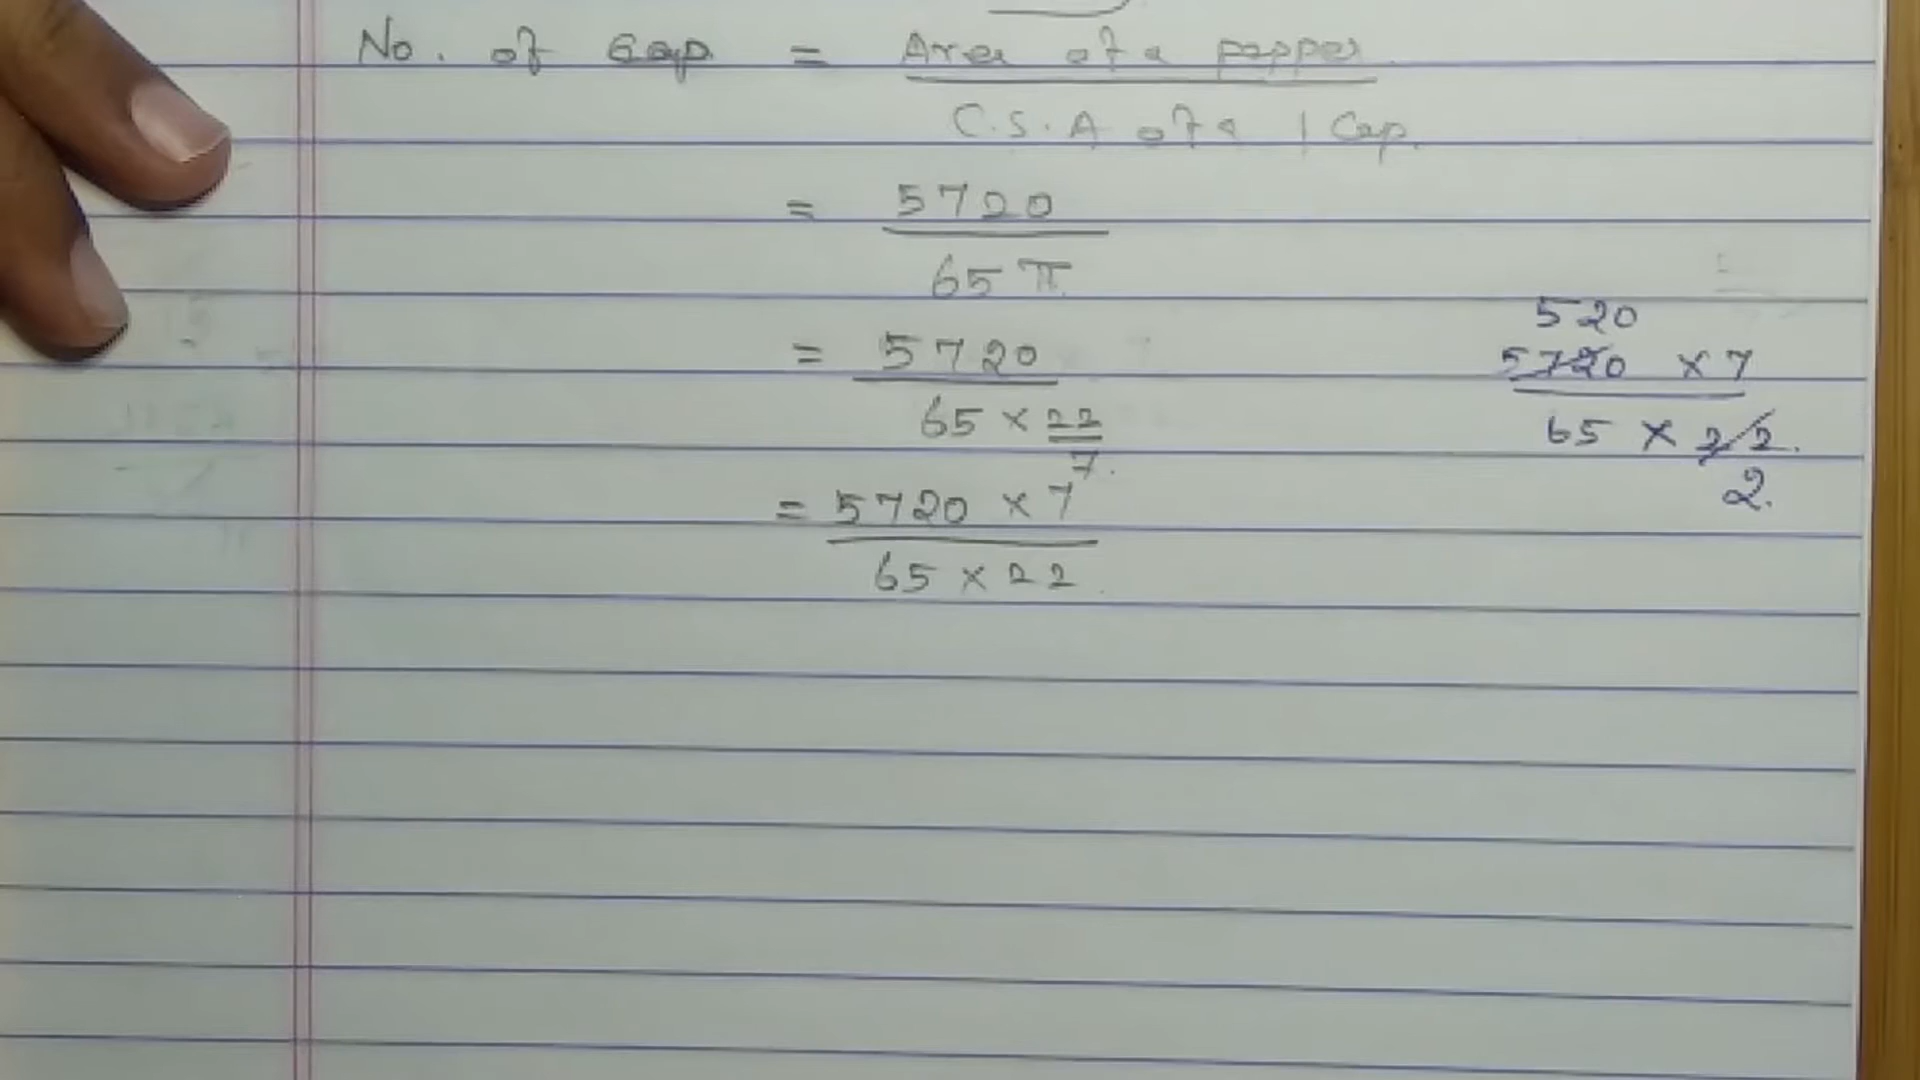 No. of Cap = Area of a papper
C.S.A of a 1 Cap.
= 5720
65 π
= 5720
65 × 22
7.
= 5720 × 7
65 × 22
520
5720 × 7
65 × 22.
2.